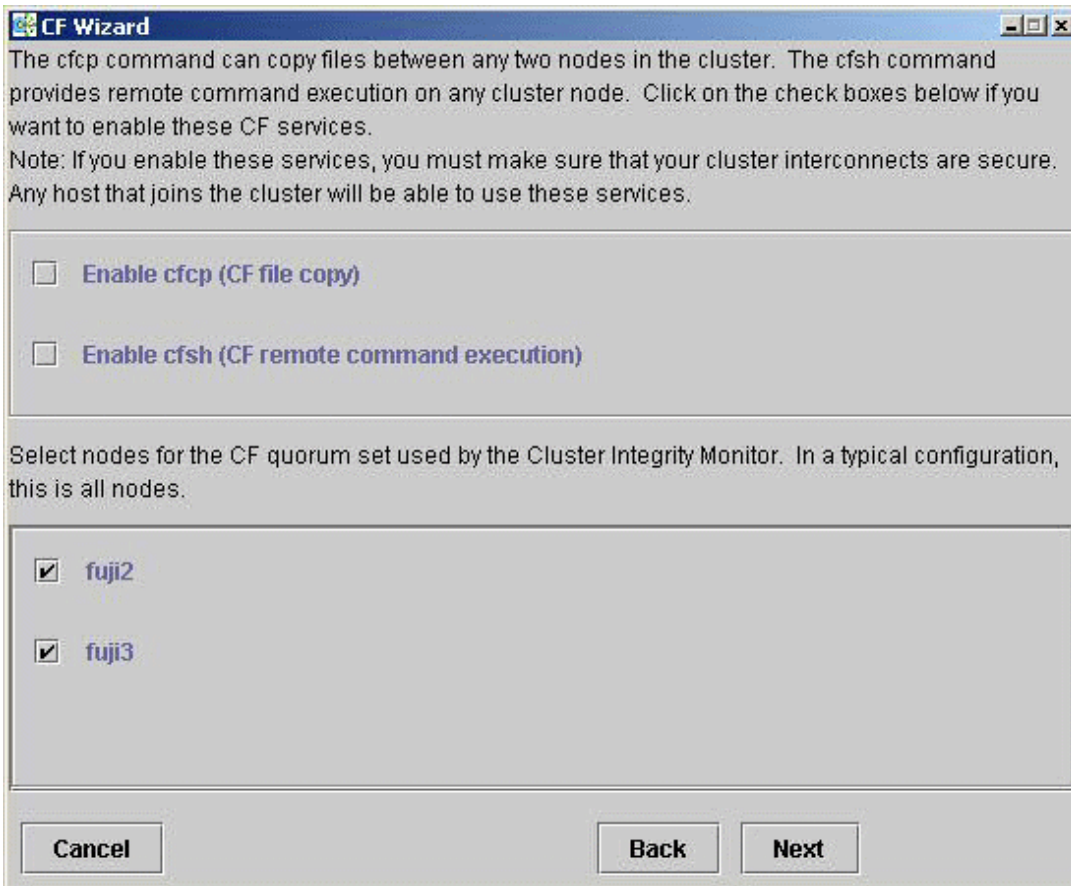 CF Wizard
The cfcp command can copy files between any two nodes in the cluster. The cfsh command
provides remote command execution on any cluster node. Click on the check boxes below if you
want to enable these CF services.
Note: If you enable these services, you must make sure that your cluster interconnects are secure.
Any host that joins the cluster will be able to use these services.
Enable cfcp (CF file copy)
Enable cfsh (CF remote command execution)
Select nodes for the CF quorum set used by the Cluster Integrity Monitor. In a typical configuration,
this is all nodes.
fuji2
fuji3
Cancel Back Next